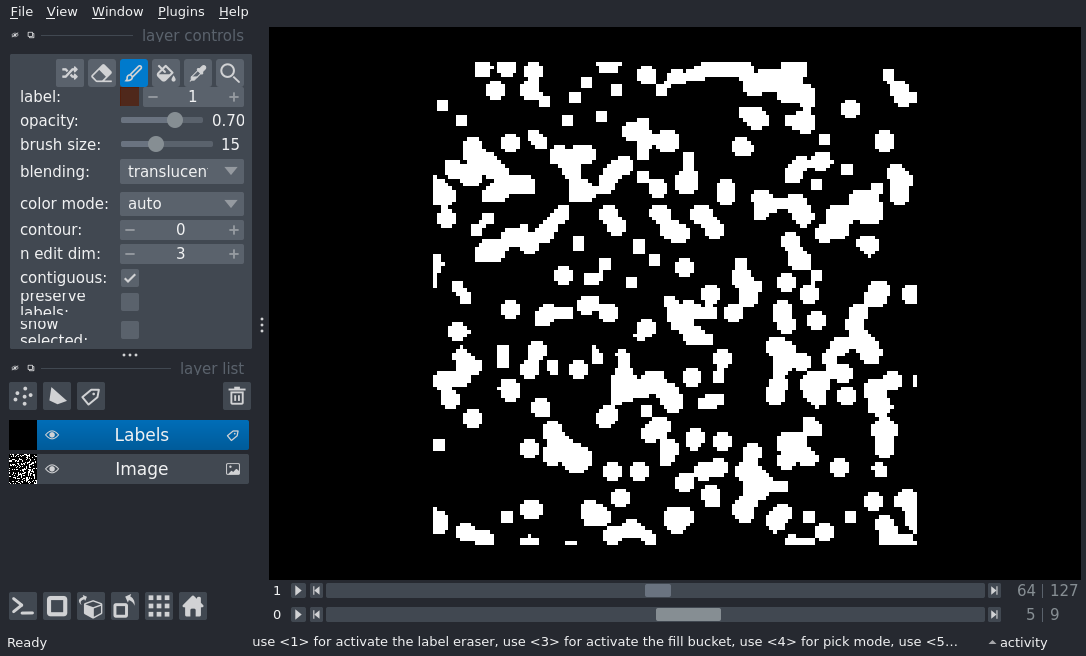 File View Window Plugins Help
layer controls
label: 1
opacity: 0.70
brush size: 15
blending: translucen
color mode: auto
contour: 0
n edit dim: 3
contiguous:
preserve
labels:
show
selected:
layer list
Labels
Image
1 64 | 127
0 5 | 9
Ready use <1> for activate the label eraser, use <3> for activate the fill bucket, use <4> for pick mode, use <5... activity